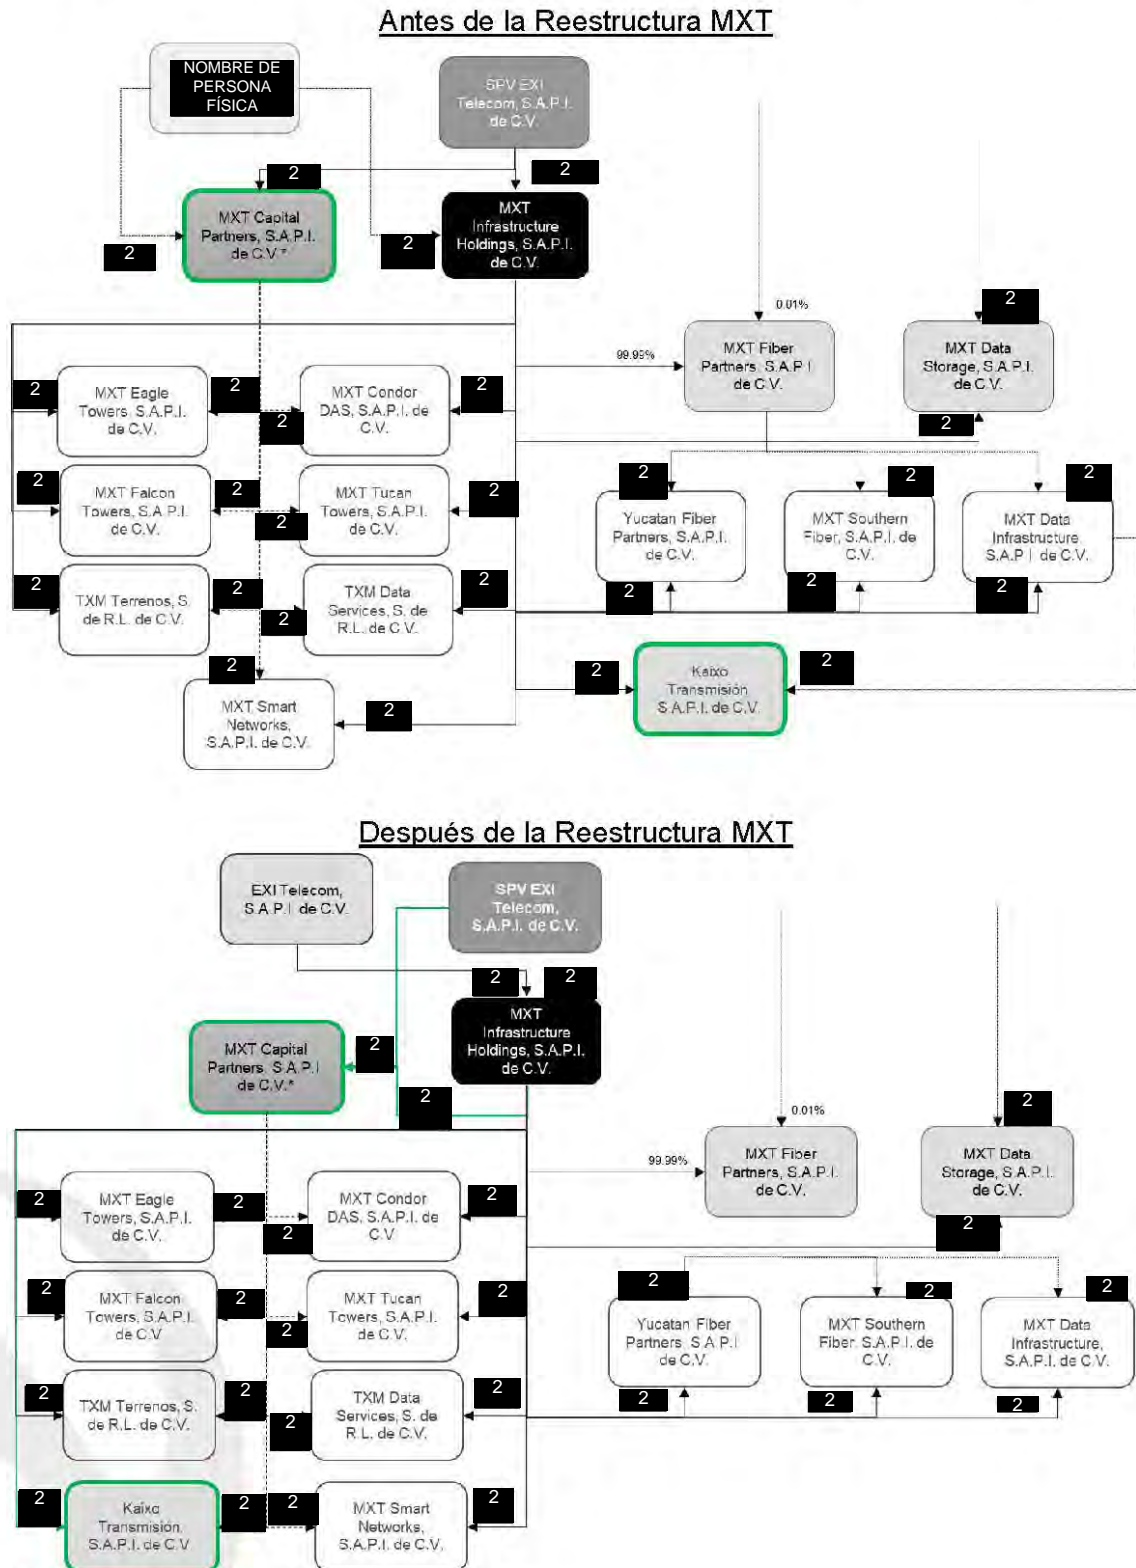 Antes de la Reestructura MXT
NOMBRE DE
PERSONA
FÍSICA
SPV EXI
Telecom, S.A.P.I.
de C.V.
2
2
MXT Capital
Partners, S.A.P.I.
de C.V.*
2
2
MXT
Infrastructure
Holdings, S.A.P.I.
de C.V.
0.01%
2
99.99%
MXT Fiber
Partners, S.A.P.I
de C.V.
MXT Data
Storage, S.A.P.I.
de C.V.
2
2
MXT Eagle
Towers, S.A.P.I.
de C.V.
2
2
MXT Condor
DAS, S.A.P.I. de
C.V.
2
2
MXT Falcon
Towers, S.A.P.I.
de C.V.
2
2
MXT Tucan
Towers, S.A.P.I.
de C.V.
2
2
Yucatan Fiber
Partners, S.A.P.I.
de C.V.
2
MXT Southern
Fiber, S.A.P.I. de
C.V.
2
MXT Data
Infrastructure,
S.A.P.I. de C.V.
2
TXM Terrenos, S.
de R.L. de C.V.
2
2
TXM Data
Services, S. de
R.L. de C.V.
2
2
2
2
2
MXT Smart
Networks,
S.A.P.I. de C.V.
2
2
Kaixo
Transmisión
S.A.P.I. de C.V.
2
Después de la Reestructura MXT
EXI Telecom,
S.A.P.I. de C.V.
SPV EXI
Telecom,
S.A.P.I. de C.V.
2
2
MXT
Infrastructure
Holdings, S.A.P.I.
de C.V.
MXT Capital
Partners, S.A.P.I
de C.V.*
2
2
0.01%
2
99.99%
MXT Fiber
Partners, S.A.P.I.
de C.V.
MXT Data
Storage, S.A.P.I.
de C.V.
2
2
MXT Eagle
Towers, S.A.P.I.
de C.V.
2
2
MXT Condor
DAS, S.A.P.I. de
C.V
2
2
MXT Falcon
Towers, S.A.P.I.
de C.V
2
2
MXT Tucan
Towers, S.A.P.I.
de C.V.
2
2
Yucatan Fiber
Partners, S.A.P.I
de C.V.
2
2
MXT Southern
Fiber, S.A.P.I. de
C.V.
2
2
MXT Data
Infrastructure,
S.A.P.I. de C.V.
2
2
TXM Terrenos, S.
de R.L. de C.V.
2
2
TXM Data
Services, S. de
R.L. de C.V.
2
2
Kaixo
Transmisión,
S.A.P.I. de C.V
2
2
MXT Smart
Networks,
S.A.P.I. de C.V.
2